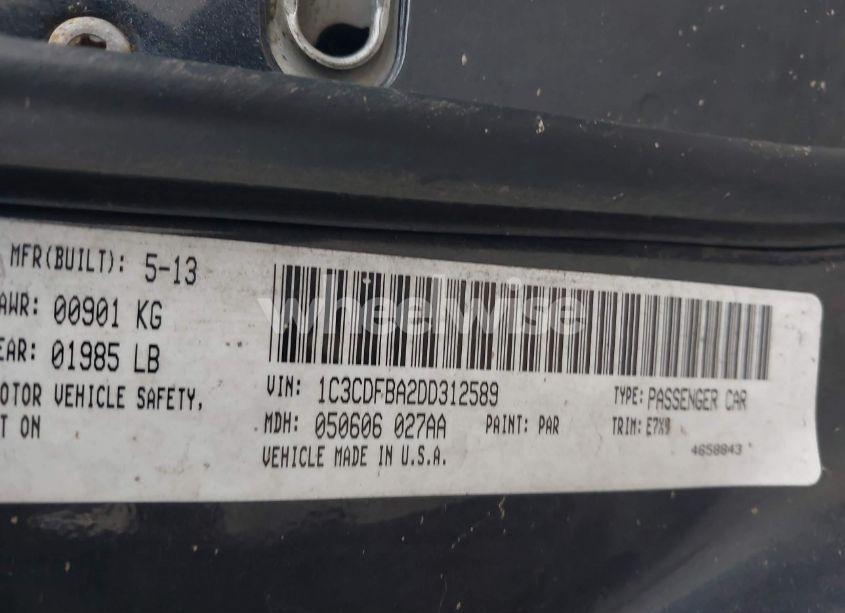 MFR(BUILT): 5-13
AWR: 00901 KG
EAR: 01985 LB
OTOR VEHICLE SAFETY,
T ON
wheelwise
VIN: 1C3CDFBA2DD312589 TYPE: PASSENGER CAR
MDH: 050606 027AA PAINT: PAR TRIM: E7X9
VEHICLE MADE IN U.S.A. 4658843